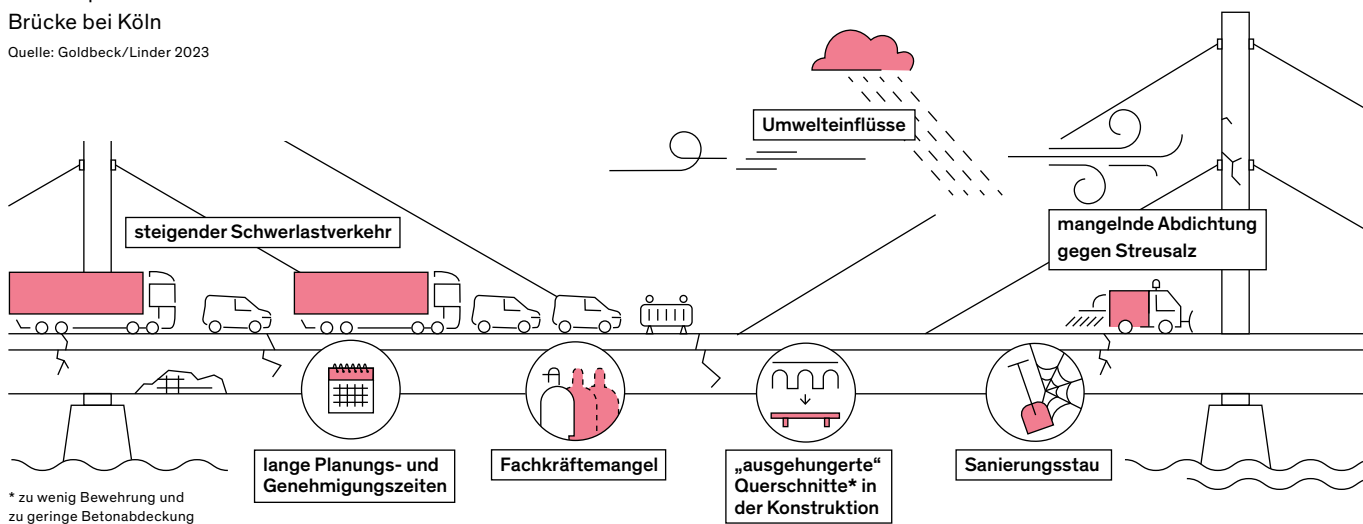 Brücke bei Köln
Quelle: Goldbeck/Linder 2023
Umwelteinflüsse
steigender Schwerlastverkehr
mangelnde Abdichtung
gegen Streusalz
lange Planungs- und
Genehmigungszeiten
Fachkräftemangel
„ausgehungerte“
Querschnitte* in
der Konstruktion
Sanierungsstau
* zu wenig Bewehrung und
zu geringe Betonabdeckung